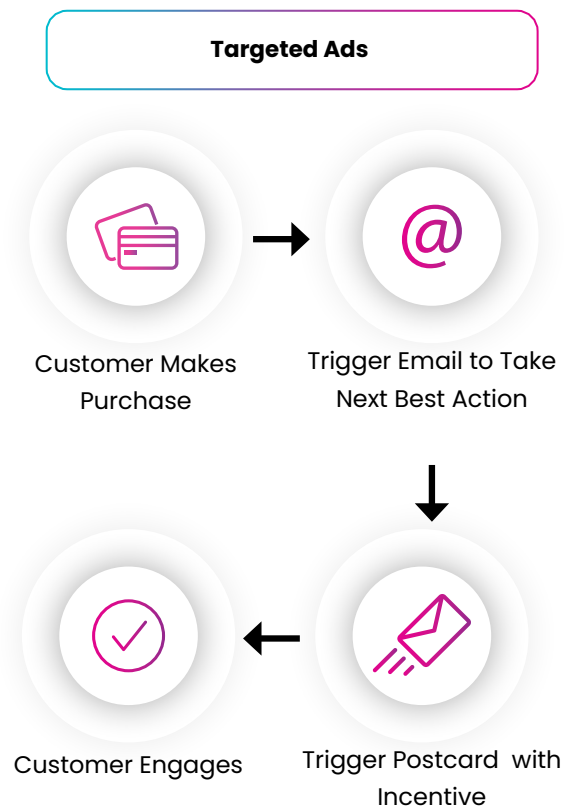 Targeted Ads
@
Customer Makes
Purchase
Trigger Email to Take
Next Best Action
Customer Engages
Trigger Postcard  with
Incentive